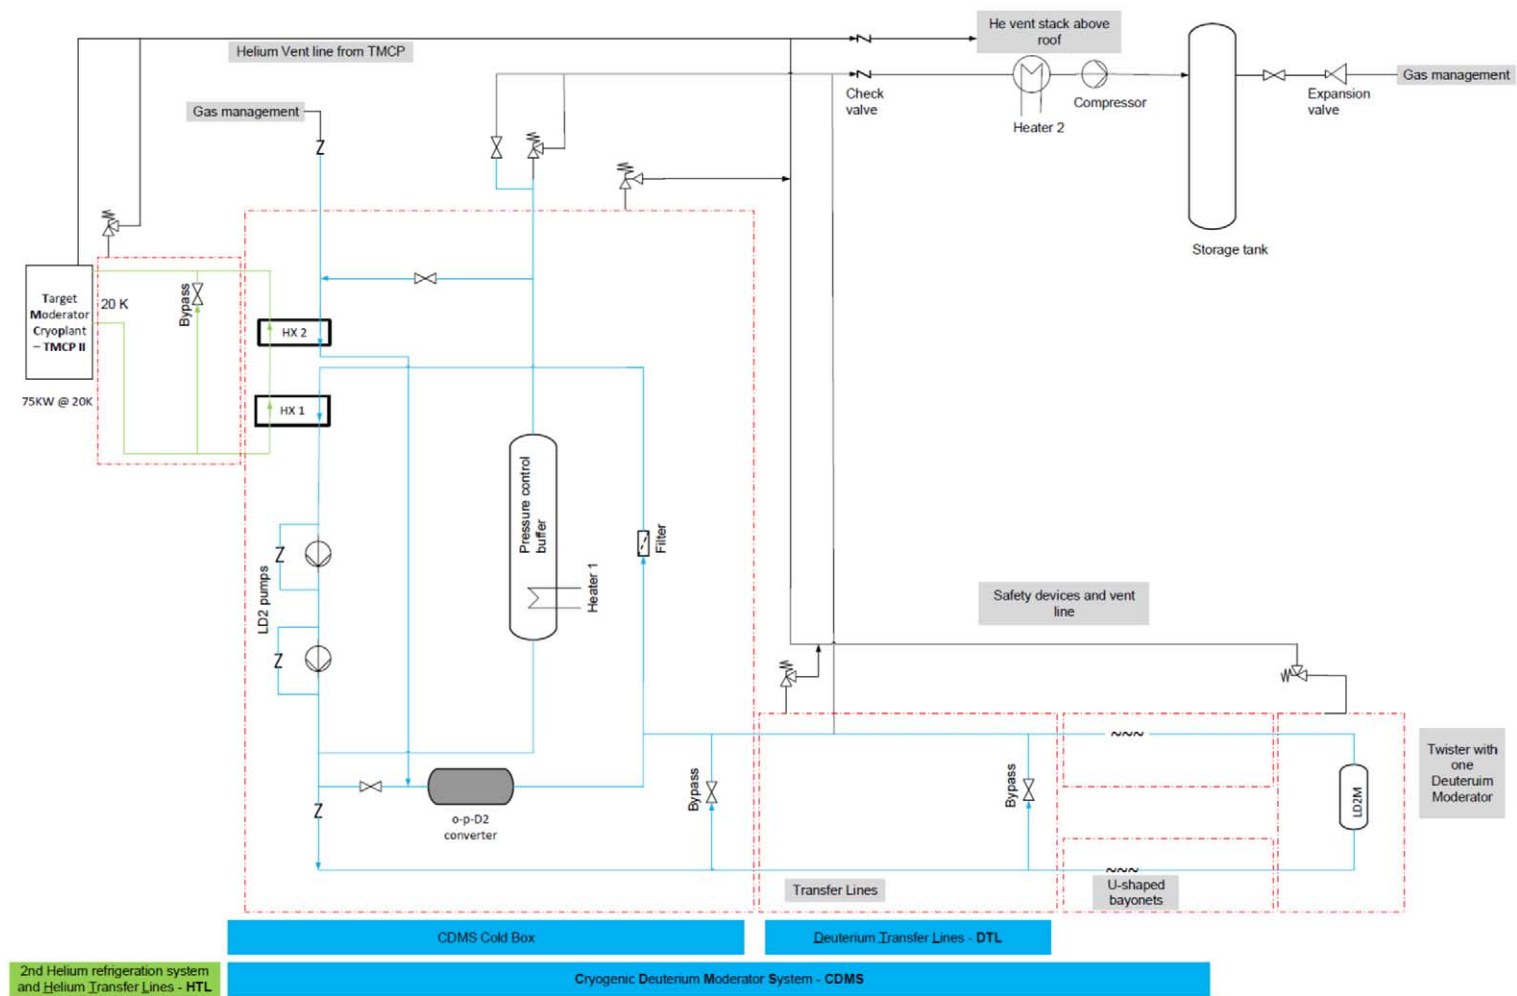 He vent stack above
roof
Helium Vent line from TMCP
Gas management
Check
valve
Heater 2
Compressor
Expansion
valve
Gas management
Storage tank
Target
Moderator
Cryoplant
– TMCP II
20 K
Bypass
75KW @ 20K
HX 2
HX 1
Pressure control
buffer
Heater 1
Filter
LD2 pumps
Safety devices and vent
line
Bypass
Bypass
o-p-D2
converter
LD2M
Twister with
one
Deuteruim
Moderator
Transfer Lines
U-shaped
bayonets
CDMS Cold Box
Deuterium Transfer Lines - DTL
2nd Helium refrigeration system
and Helium Transfer Lines - HTL
Cryogenic Deuterium Moderator System - CDMS